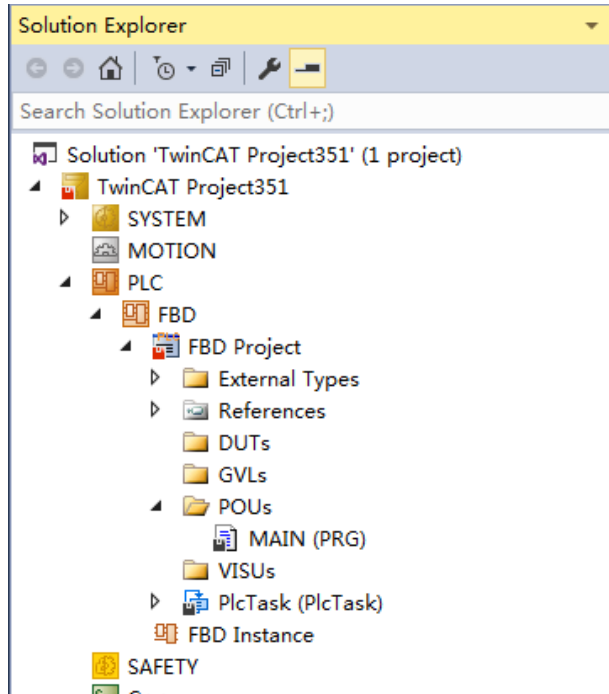 Solution Explorer
Search Solution Explorer (Ctrl+;)
Solution 'TwinCAT Project351' (1 project)
TwinCAT Project351
SYSTEM
MOTION
PLC
FBD
FBD Project
External Types
References
DUTs
GVLs
POUs
MAIN (PRG)
VISUs
PlcTask (PlcTask)
FBD Instance
SAFETY